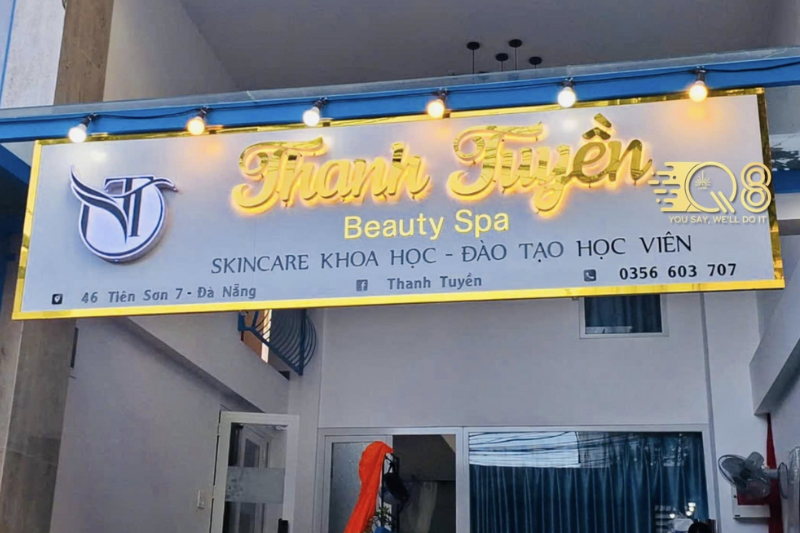 Thanh Tuyền
Beauty Spa
SKINCARE KHOA HỌC - ĐÀO TẠO HỌC VIÊN
46 Tiên Sơn 7 - Đà Nẵng
Thanh Tuyền
0356 603 707
Q8
YOU SAY, WE'LL DO IT